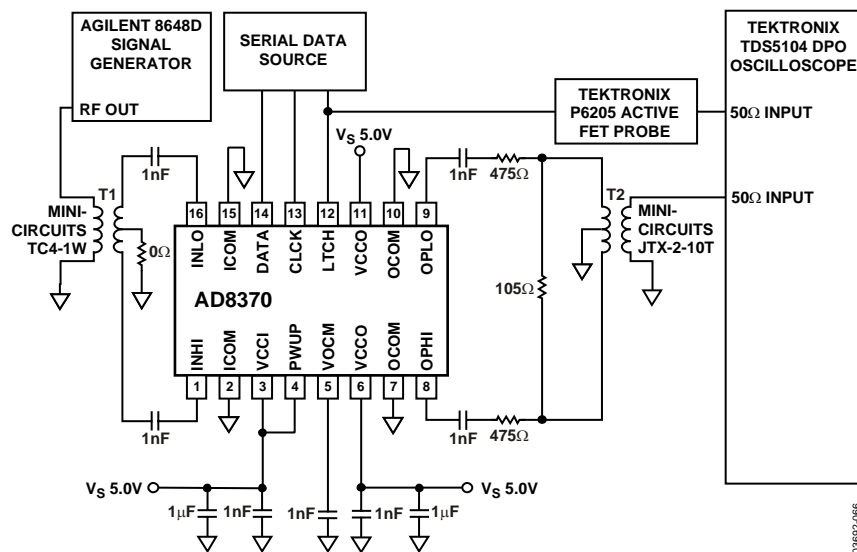 AGILENT 8648D
SIGNAL
GENERATOR
RF OUT
SERIAL DATA
SOURCE
TEKTRONIX
TDS5104 DPO
OSCILLOSCOPE
TEKTRONIX
P6205 ACTIVE
FET PROBE
50Ω INPUT
50Ω INPUT
VS 5.0V
1nF
1nF
475Ω
T1
T2
MINI-
CIRCUITS
TC4-1W
0Ω
MINI-
CIRCUITS
JTX-2-10T
16 15 14 13 12 11 10 9
INLO ICOM DATA CLCK LTCH VCCO OCOM OPLO
105Ω
AD8370
INHI ICOM VCCI PWUP VOCM VCCO OCOM OPHI
1 2 3 4 5 6 7 8
1nF
1nF
475Ω
VS 5.0V
VS 5.0V
1μF
1nF
1nF
1nF
1μF
03692-066